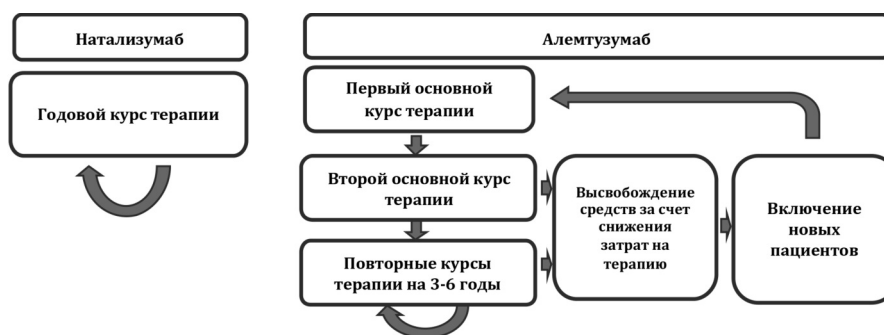 Натализумаб
Годовой курс терапии
Алемтузумаб
Первый основной
курс терапии
Второй основной курс
терапии
Повторные курсы
терапии на 3-6 годы
Высвобождение
средств за счет
снижения
затрат на
терапию
Включение
новых
пациентов